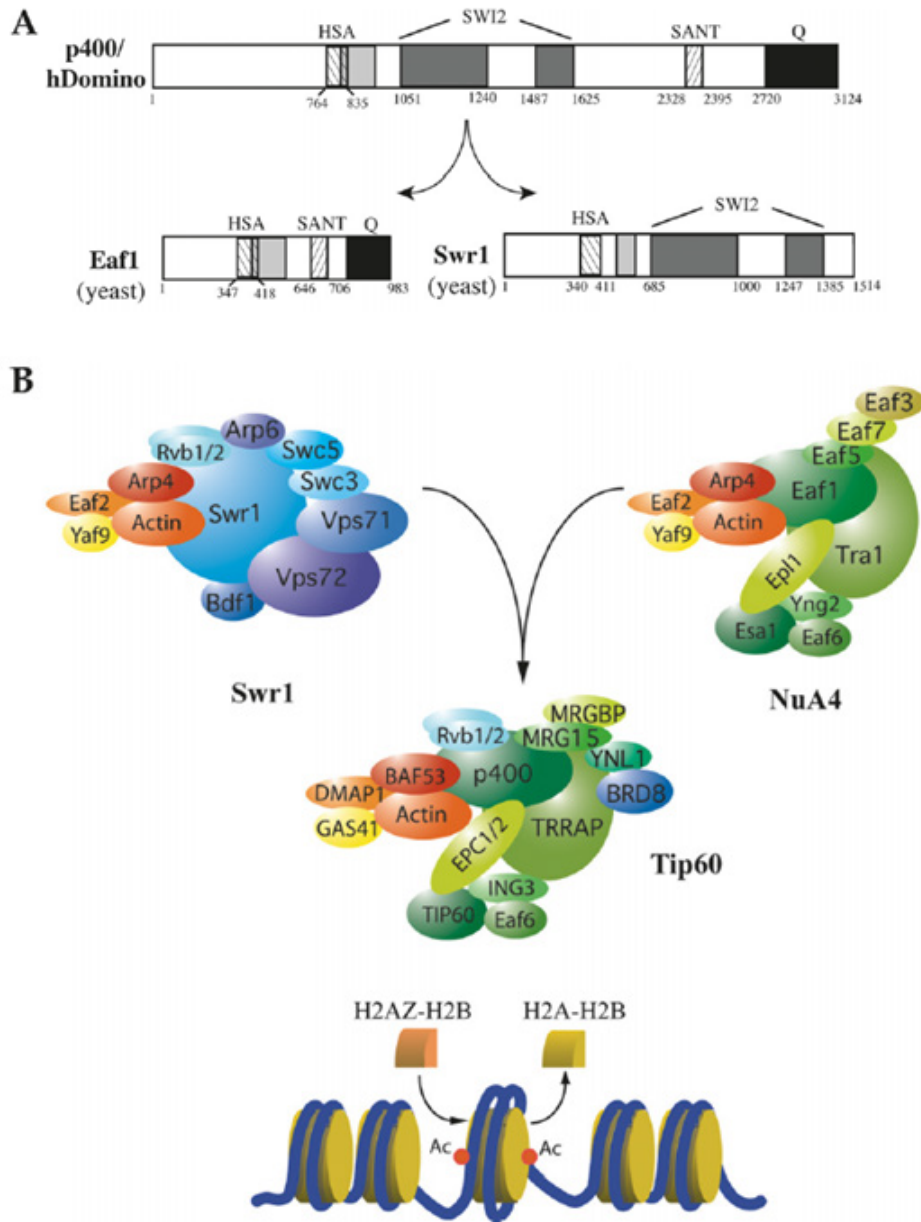 A
p400/
hDomino
HSA
SWI2
SANT
Q
1
764
835
1051
1240
1487
1625
2328
2395
2720
3124
Eaf1
(yeast)
HSA
SANT
Q
1
347
418
646
706
983
Swr1
(yeast)
HSA
SWI2
1
340
411
685
1000
1247
1385
1514
B
Arp6
Rvb1/2
Swc5
Arp4
Swc3
Eaf2
Swr1
Actin
Vps71
Yaf9
Vps72
Bdf1
Swr1
Eaf3
Eaf7
Eaf5
Arp4
Eaf1
Eaf2
Actin
Tra1
Yaf9
Epl1
Yng2
Esa1
Eaf6
NuA4
MRGBP
Rvb1/2
MRG15
YNL1
BAF53
p400
DMAP1
BRD8
Actin
GAS41
TRRAP
EPC1/2
Tip60
ING3
TIP60
Eaf6
H2AZ-H2B
H2A-H2B
Ac
Ac